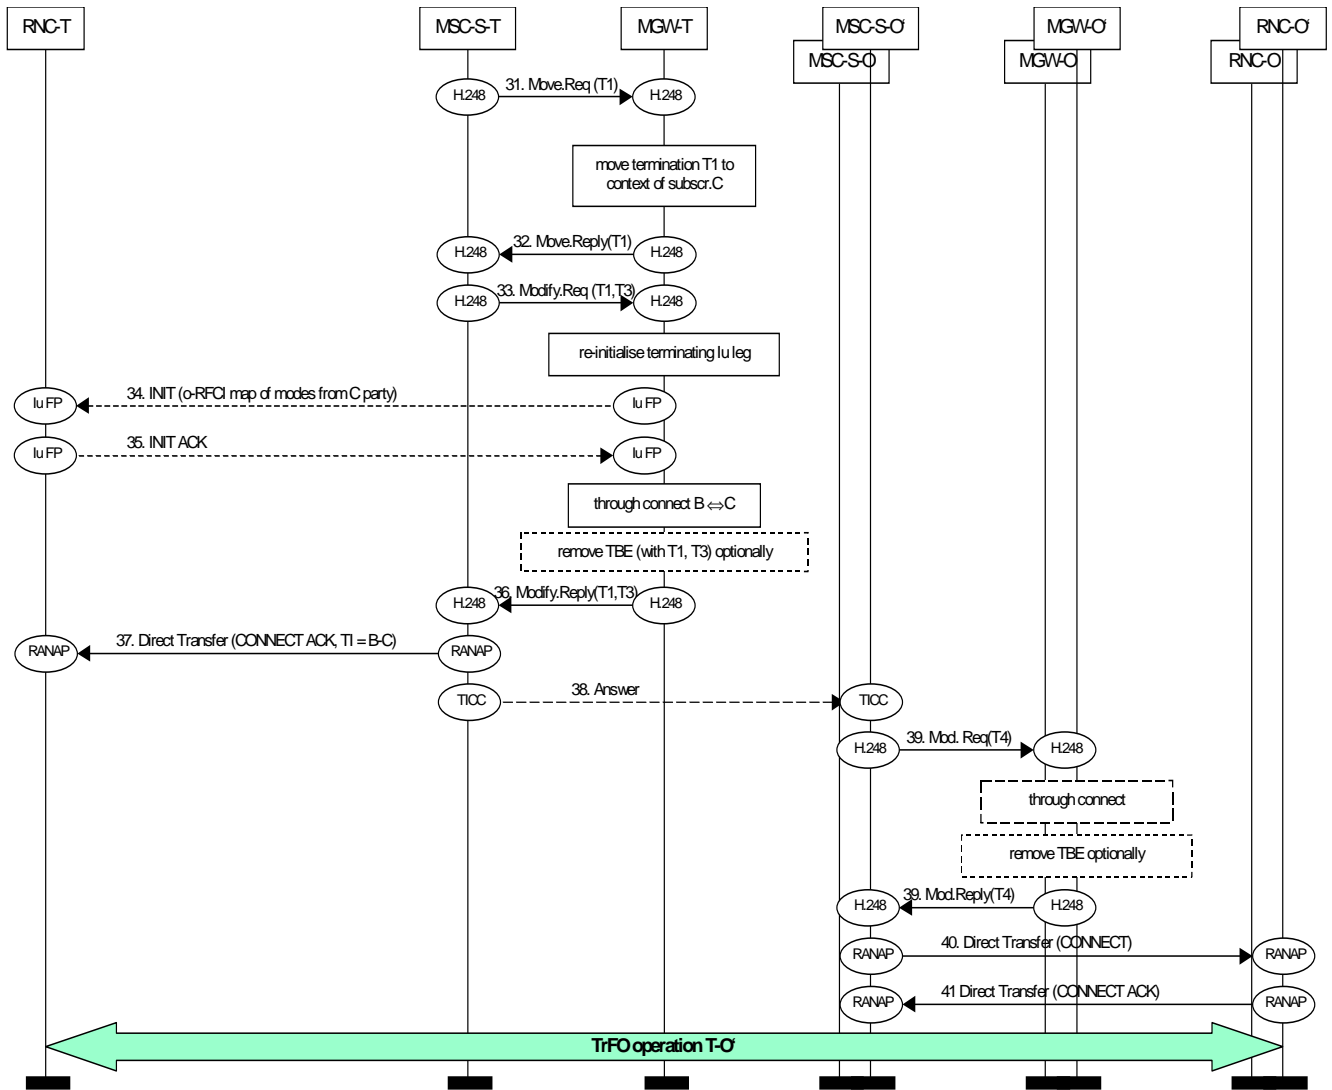 RNC-T
MSC-S-T
MGW-T
MSC-S-O'
MGW-O'
RNC-O'
MSC-S-O
MGW-O
RNC-O
H.248
31. Move.Req (T1)
H.248
move termination T1 to
context of subscr.C
H.248
32. Move.Reply(T1)
H.248
H.248
33. Modify.Req (T1,T3)
H.248
re-initialise terminating Iu leg
Iu FP
34. INIT (o-RFCI map of modes from C party)
Iu FP
Iu FP
35. INIT ACK
Iu FP
through connect B ⇔ C
remove TBE (with T1, T3) optionally
H.248
36. Modify.Reply(T1,T3)
H.248
RANAP
37. Direct Transfer (CONNECT ACK, TI = B-C)
RANAP
TICC
38. Answer
TICC
H.248
39. Mod. Req(T4)
H.248
through connect
remove TBE optionally
H.248
39. Mod.Reply(T4)
H.248
RANAP
40. Direct Transfer (CONNECT)
RANAP
RANAP
41 Direct Transfer (CONNECT ACK)
RANAP
TrFO operation T-O'